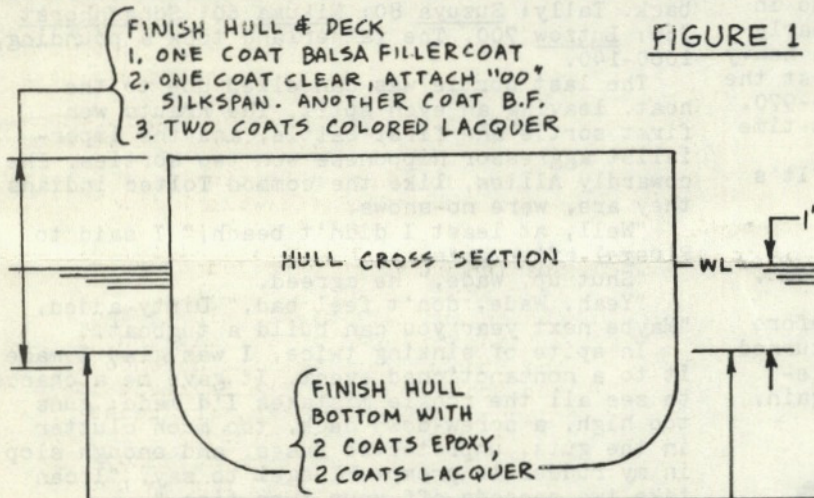 FINISH HULL & DECK
1. ONE COAT BALSA FILLERCOAT
2. ONE COAT CLEAR, ATTACH "00"
SILKSPAN. ANOTHER COAT B.F.
3. TWO COATS COLORED LACQUER
FIGURE 1
HULL CROSS SECTION
WL
1"
FINISH HULL
BOTTOM WITH
2 COATS EPOXY,
2 COATS LACQUER